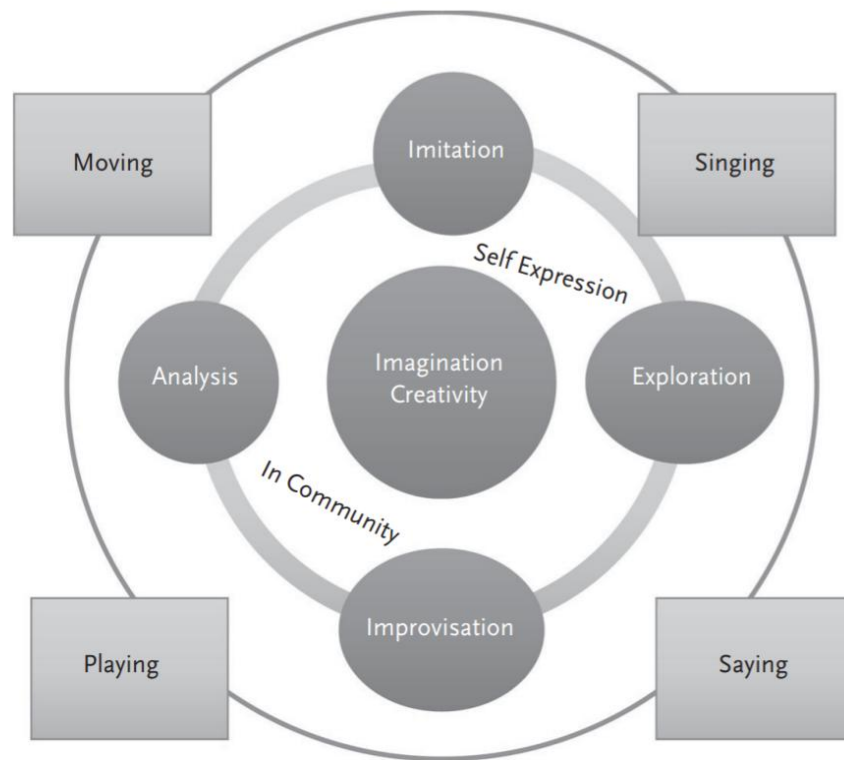 Imitation
Moving
Singing
Self Expression
Analysis
Imagination
Creativity
Exploration
In Community
Improvisation
Playing
Saying